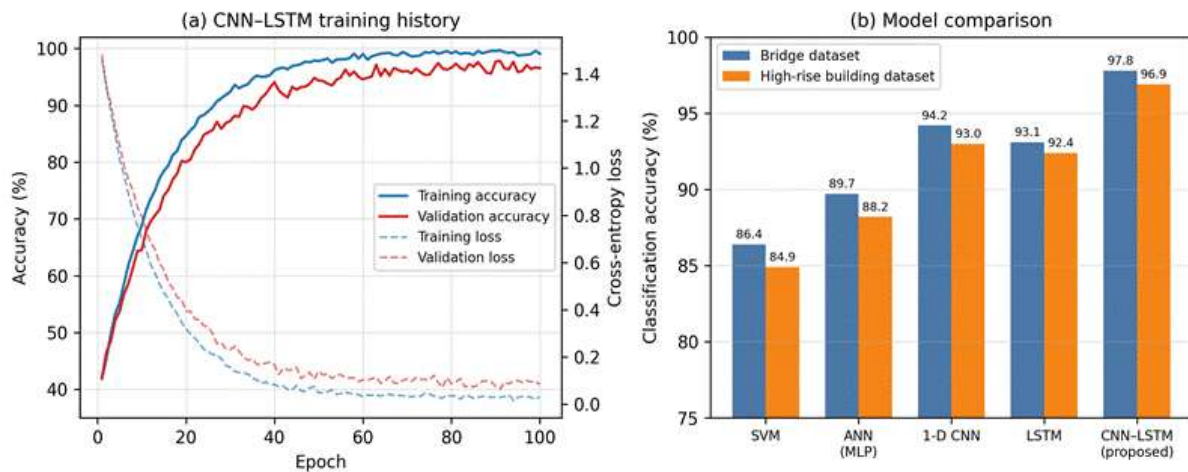 (a) CNN–LSTM training history
100
90
80
70
60
50
40
Accuracy (%)
1.4
1.2
1.0
0.8
0.6
0.4
0.2
0.0
Cross-entropy loss
Training accuracy
Validation accuracy
Training loss
Validation loss
0 20 40 60 80 100
Epoch
(b) Model comparison
100
95
90
85
80
75
Classification accuracy (%)
Bridge dataset
High-rise building dataset
86.4
84.9
89.7
88.2
94.2
93.0
93.1
92.4
97.8
96.9
SVM
ANN
(MLP)
1-D CNN
LSTM
CNN–LSTM
(proposed)